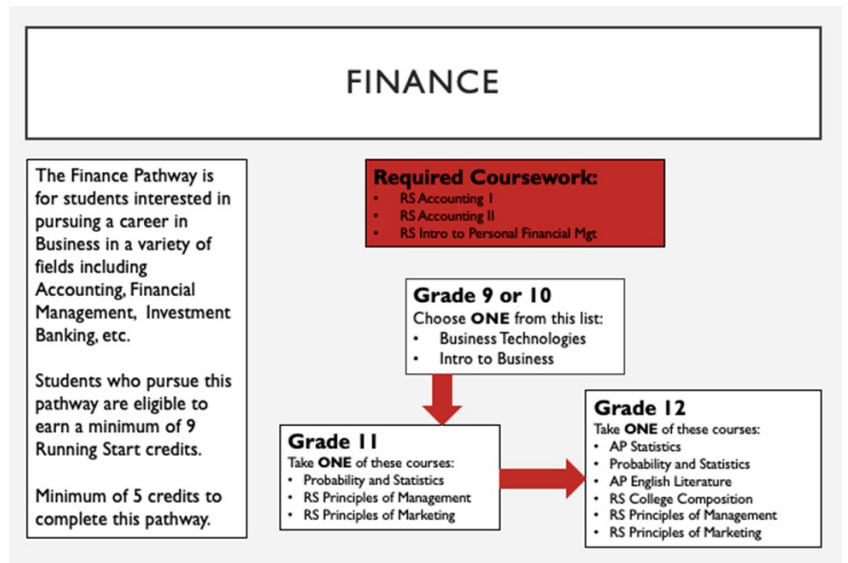 FINANCE
The Finance Pathway is
for students interested in
pursuing a career in
Business in a variety of
fields including
Accounting, Financial
Management, Investment
Banking, etc.
Students who pursue this
pathway are eligible to
earn a minimum of 9
Running Start credits.
Minimum of 5 credits to
complete this pathway.
Required Coursework:
• RS Accounting I
• RS Accounting II
• RS Intro to Personal Financial Mgt
Grade 9 or 10
Choose ONE from this list:
• Business Technologies
• Intro to Business
Grade 11
Take ONE of these courses:
• Probability and Statistics
• RS Principles of Management
• RS Principles of Marketing
Grade 12
Take ONE of these courses:
• AP Statistics
• Probability and Statistics
• AP English Literature
• RS College Composition
• RS Principles of Management
• RS Principles of Marketing